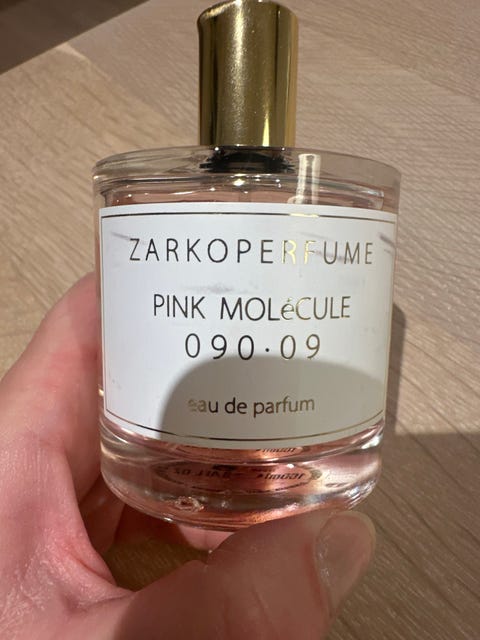 ZARKOPERFUME
PINK MOLéCULE
090·09
eau de parfum